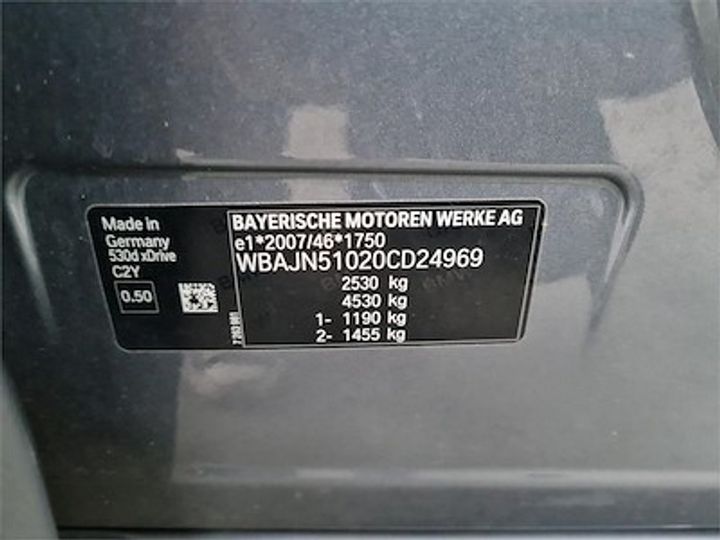 Made in
Germany
530d xDrive
C2Y
0.50
BAYERISCHE MOTOREN WERKE AG
e1*2007/46*1750
WBAJN51020CD24969
2530 kg
4530 kg
1- 1190 kg
2- 1455 kg